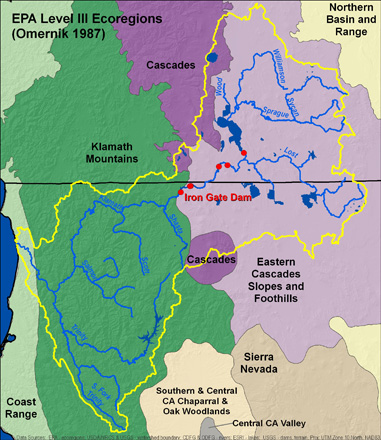 EPA Level III Ecoregions
(Omernik 1987)
Northern
Basin and
Range
Cascades
Williamson
Wood
Sycan
Sprague
Klamath
Mountains
Lost
Iron Gate Dam
Klamath
Shasta
Scott
Salmon
Cascades
Eastern
Cascades
Slopes and
Foothills
Trinity
S. Fork
Trinity
Sierra
Nevada
Southern & Central
CA Chaparral &
Oak Woodlands
Coast
Range
Central CA Valley